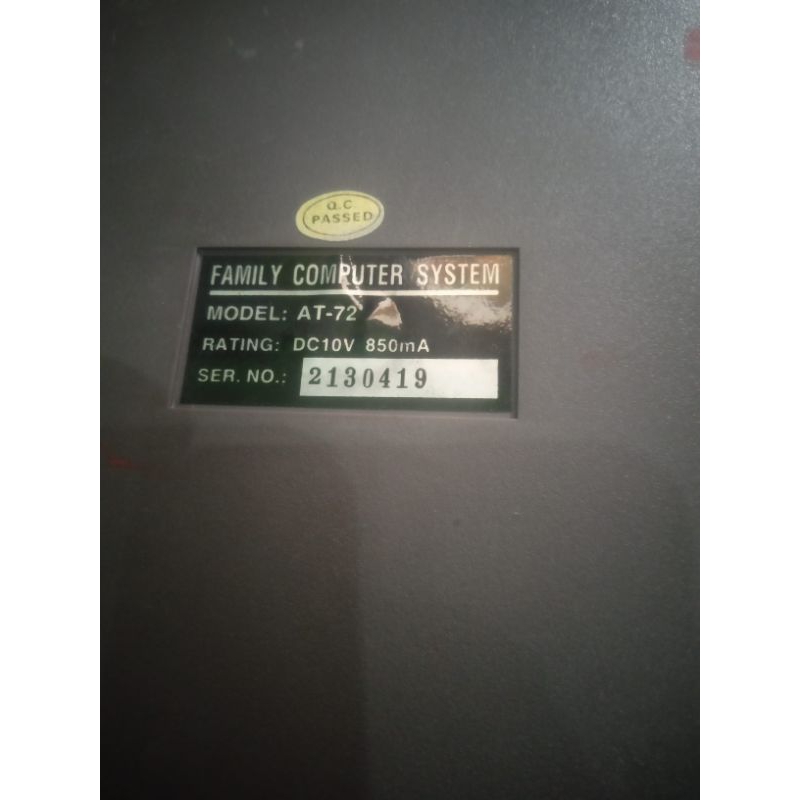 Q.C
PASSED
FAMILY COMPUTER SYSTEM
MODEL: AT-72
RATING: DC10V 850mA
SER. NO.: 2130419